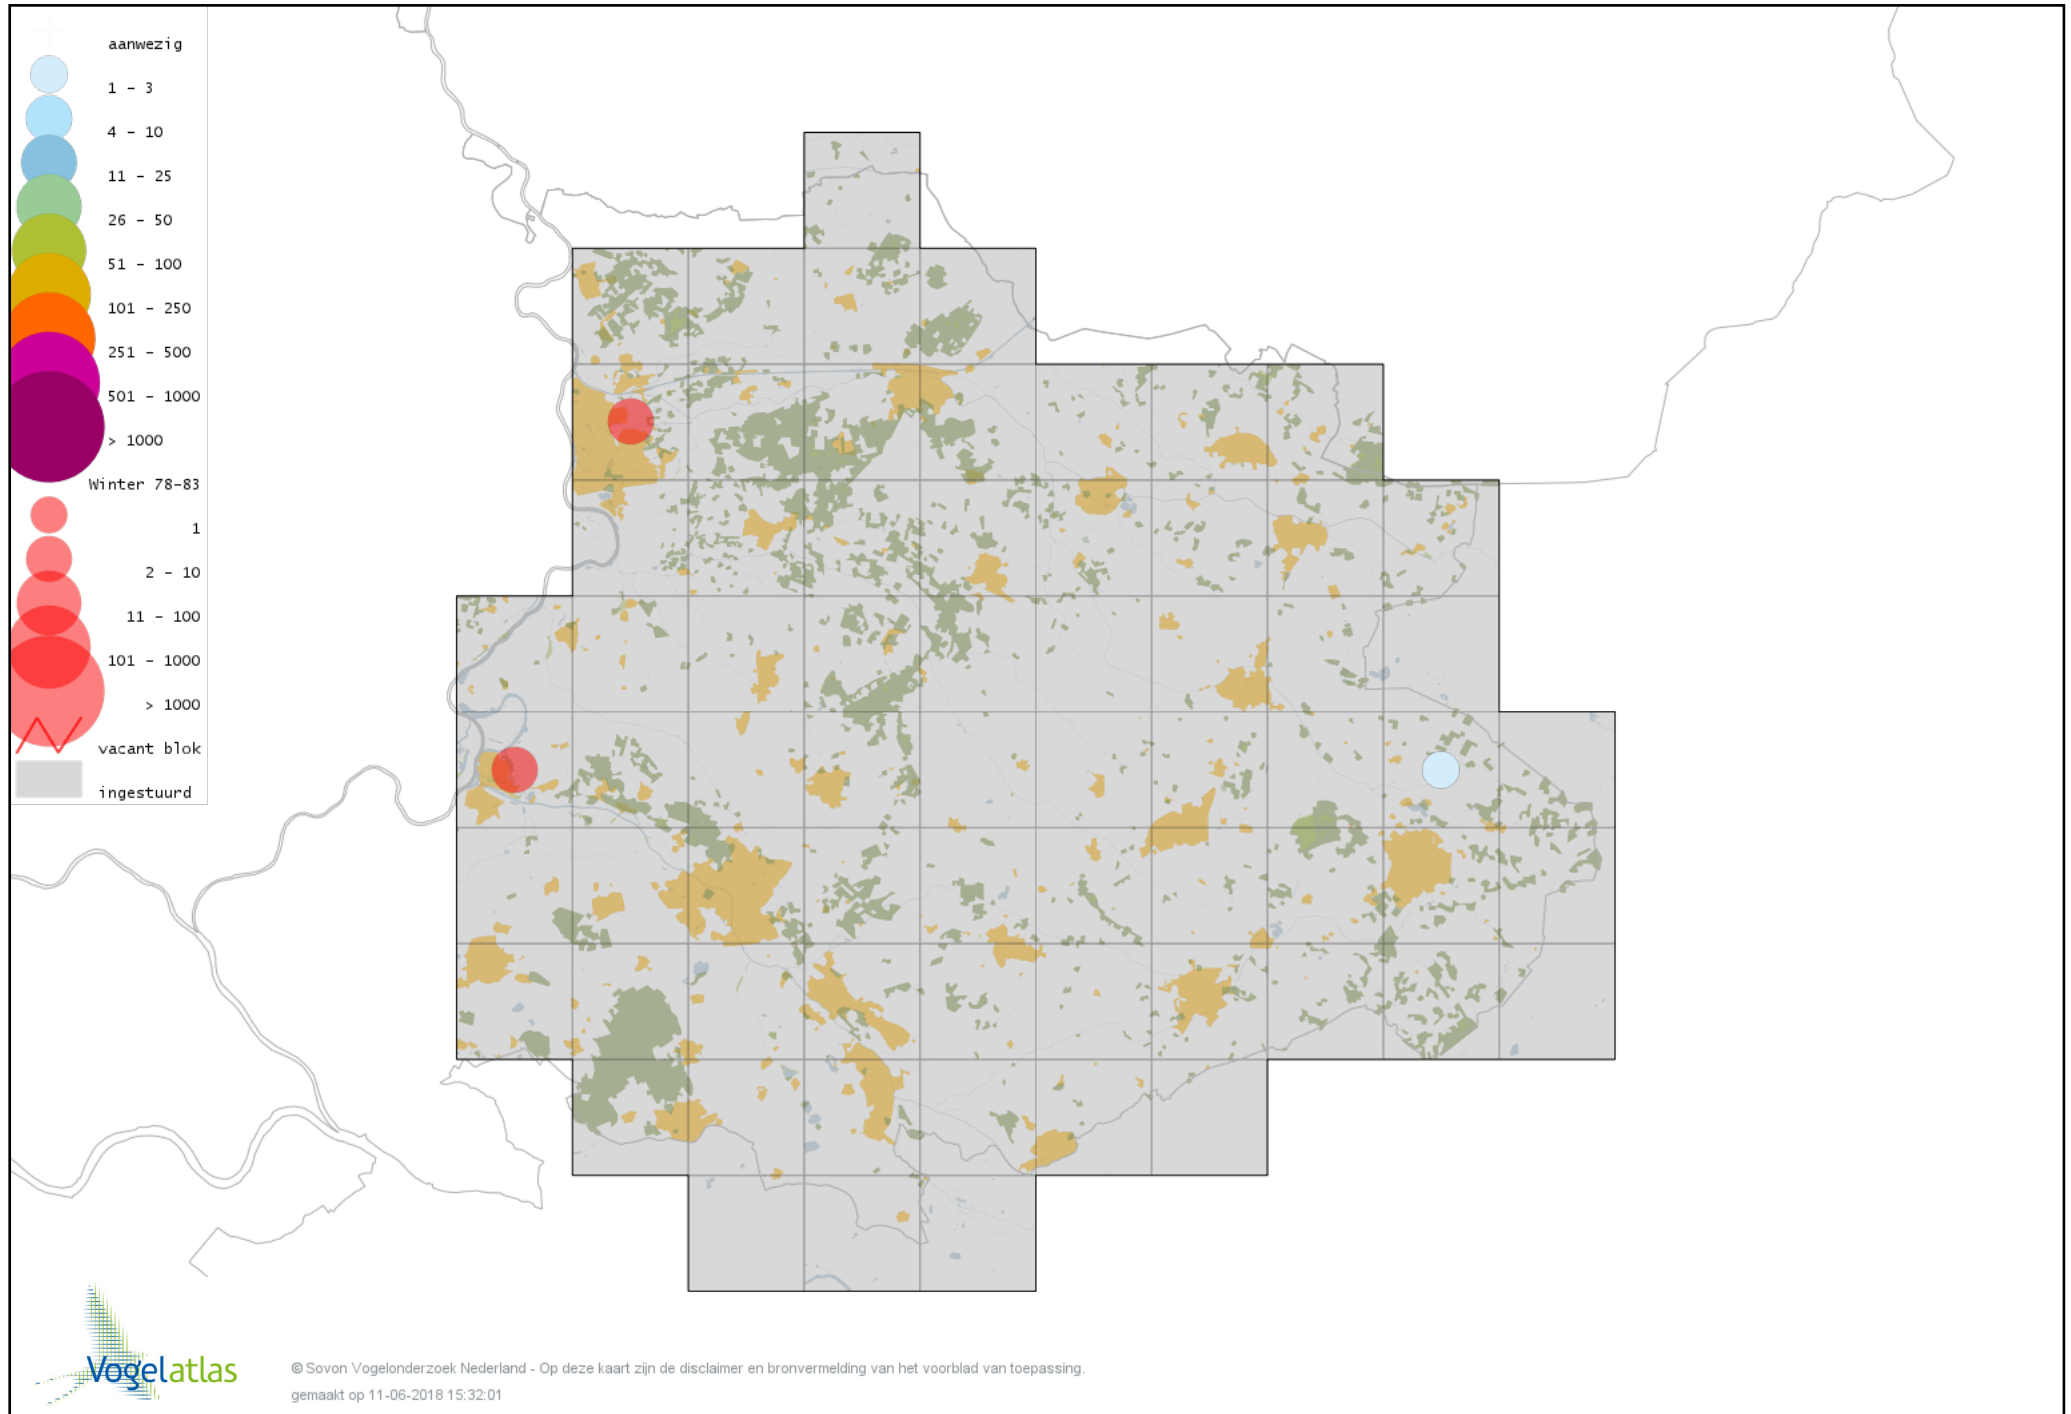 aanwezig
1 - 3
4 - 10
11 - 25
26 - 50
51 - 100
101 - 250
251 - 500
501 - 1000
> 1000
Winter 78-83
1
2 - 10
11 - 100
101 - 1000
> 1000
vacant blok
ingestuurd
Vogelatlas
© Sovon Vogelonderzoek Nederland - Op deze kaart zijn de disclaimer en bronvermelding van het voorblad van toepassing.
gemaakt op 11-06-2018 15:32:01